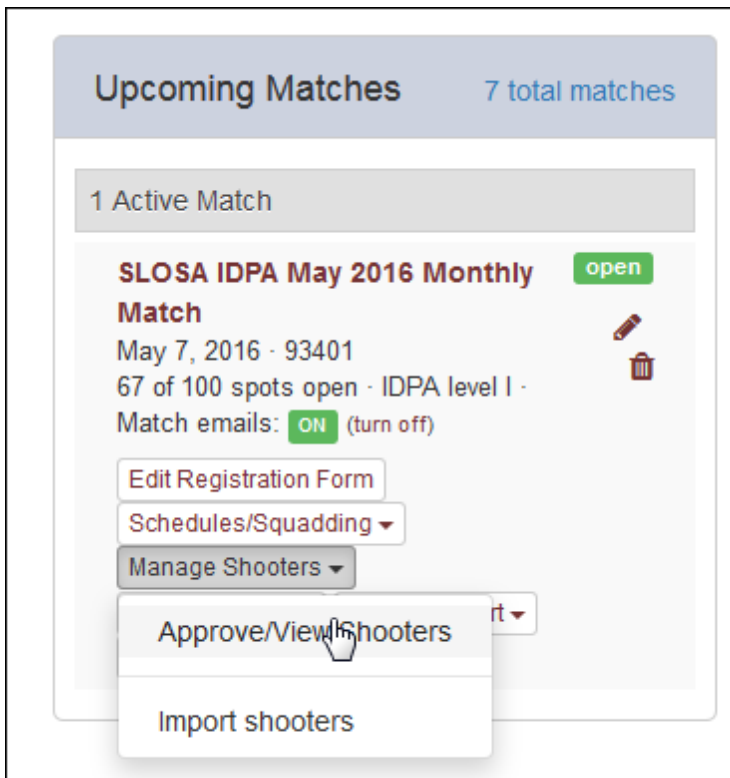 Upcoming Matches 7 total matches
1 Active Match
SLOSA IDPA May 2016 Monthly open
Match
May 7, 2016 · 93401
67 of 100 spots open · IDPA level I ·
Match emails: ON (turn off)
Edit Registration Form
Schedules/Squadding
Manage Shooters
Approve/View Shooters
Import shooters